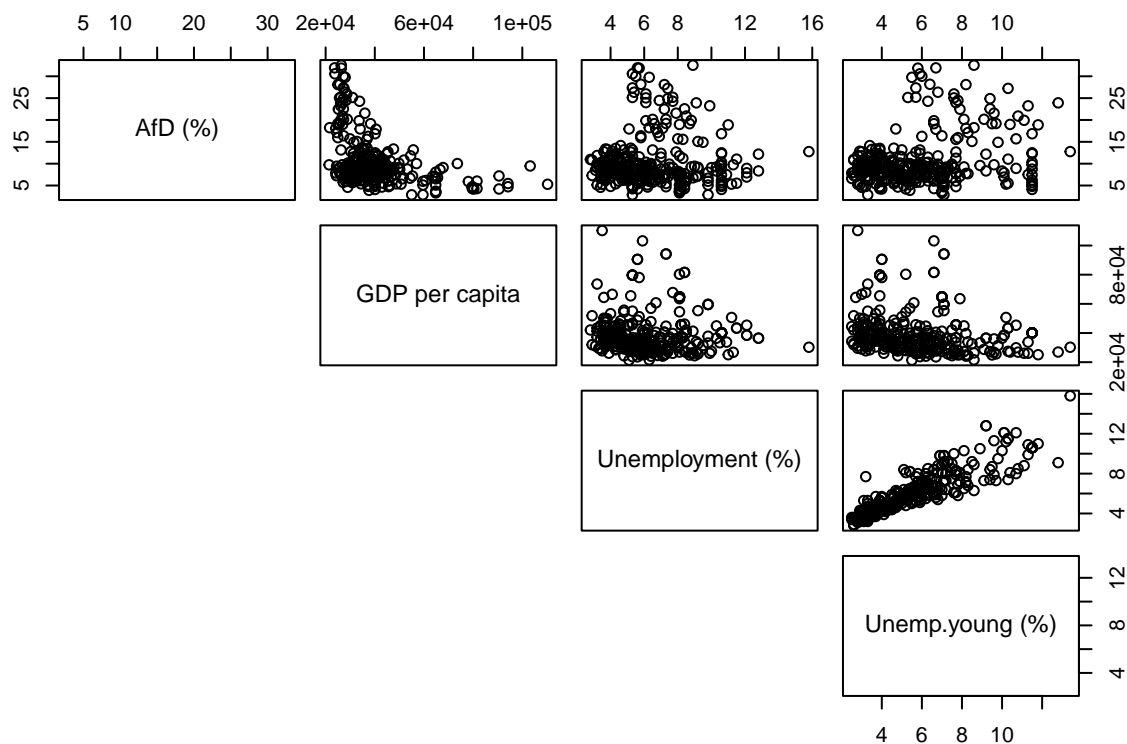 5 10 20 30 2e+04 6e+04 1e+05 4 6 8 12 16 4 6 8 10
5 15 25 AfD (%) 5 15 25
GDP per capita 2e+04 8e+04
Unemployment (%) 4 8 12
Unemp.young (%) 4 8 12
4 6 8 10